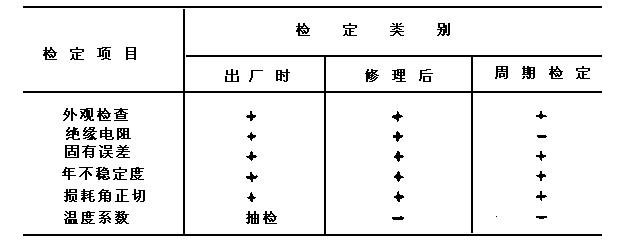 检定项目 检定类别
出厂时 修理后 周期检定
外观检查 + + +
绝缘电阻 + + −
固有误差 + + +
年不稳定度 + + +
损耗角正切 + + +
温度系数 抽检 − −